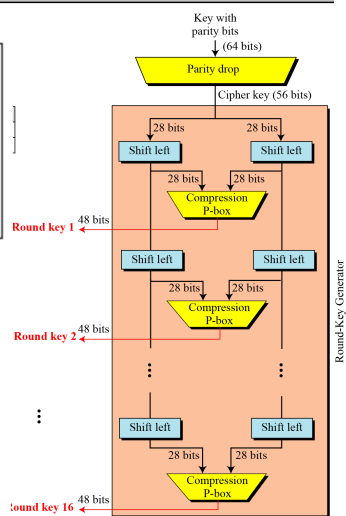 Key with
parity bits
(64 bits)
Parity drop
Cipher key (56 bits)
28 bits 28 bits
Shift left Shift left
28 bits 28 bits
Compression
P-box
48 bits
Round key 1
Shift left Shift left
28 bits 28 bits
Compression
P-box
48 bits
Round key 2
Round-Key Generator
Shift left Shift left
28 bits 28 bits
Compression
P-box
48 bits
ound key 16